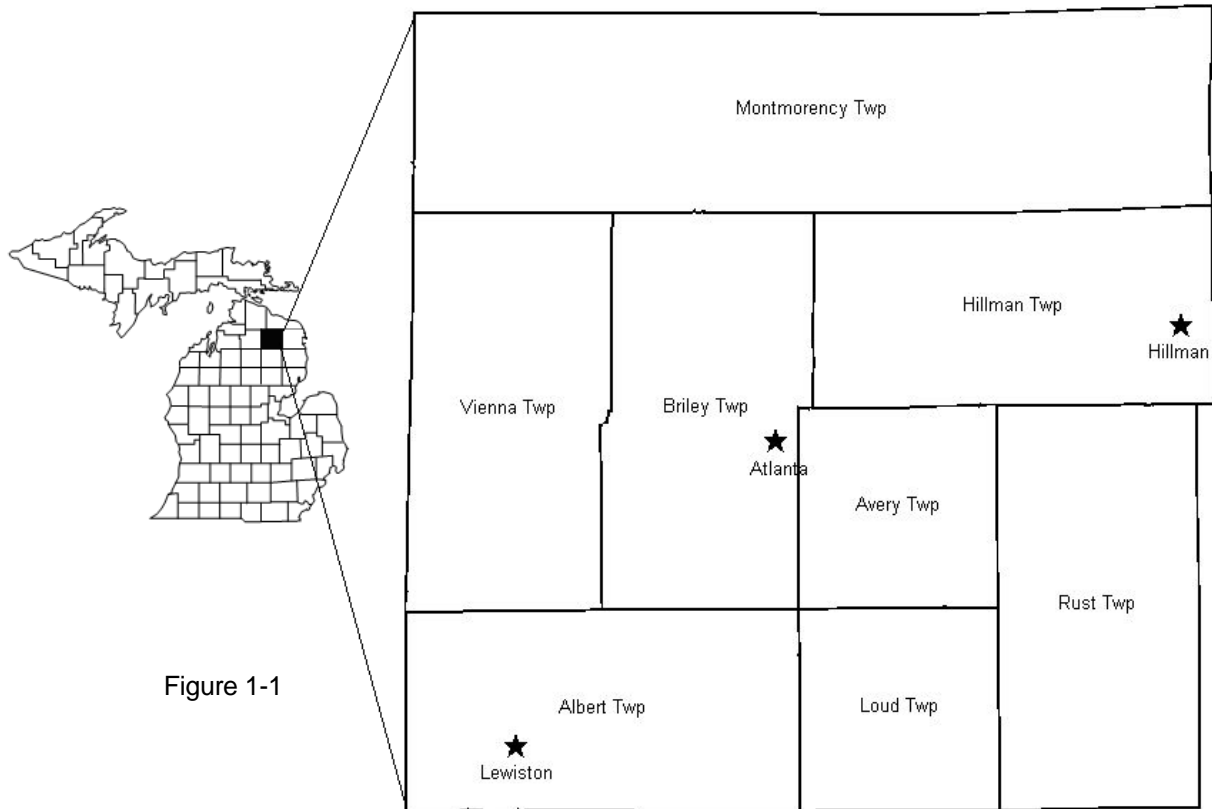 Montmorency Twp
Hillman Twp
Hillman
Vienna Twp
Briley Twp
Atlanta
Avery Twp
Rust Twp
Figure 1-1
Albert Twp
Loud Twp
Lewiston